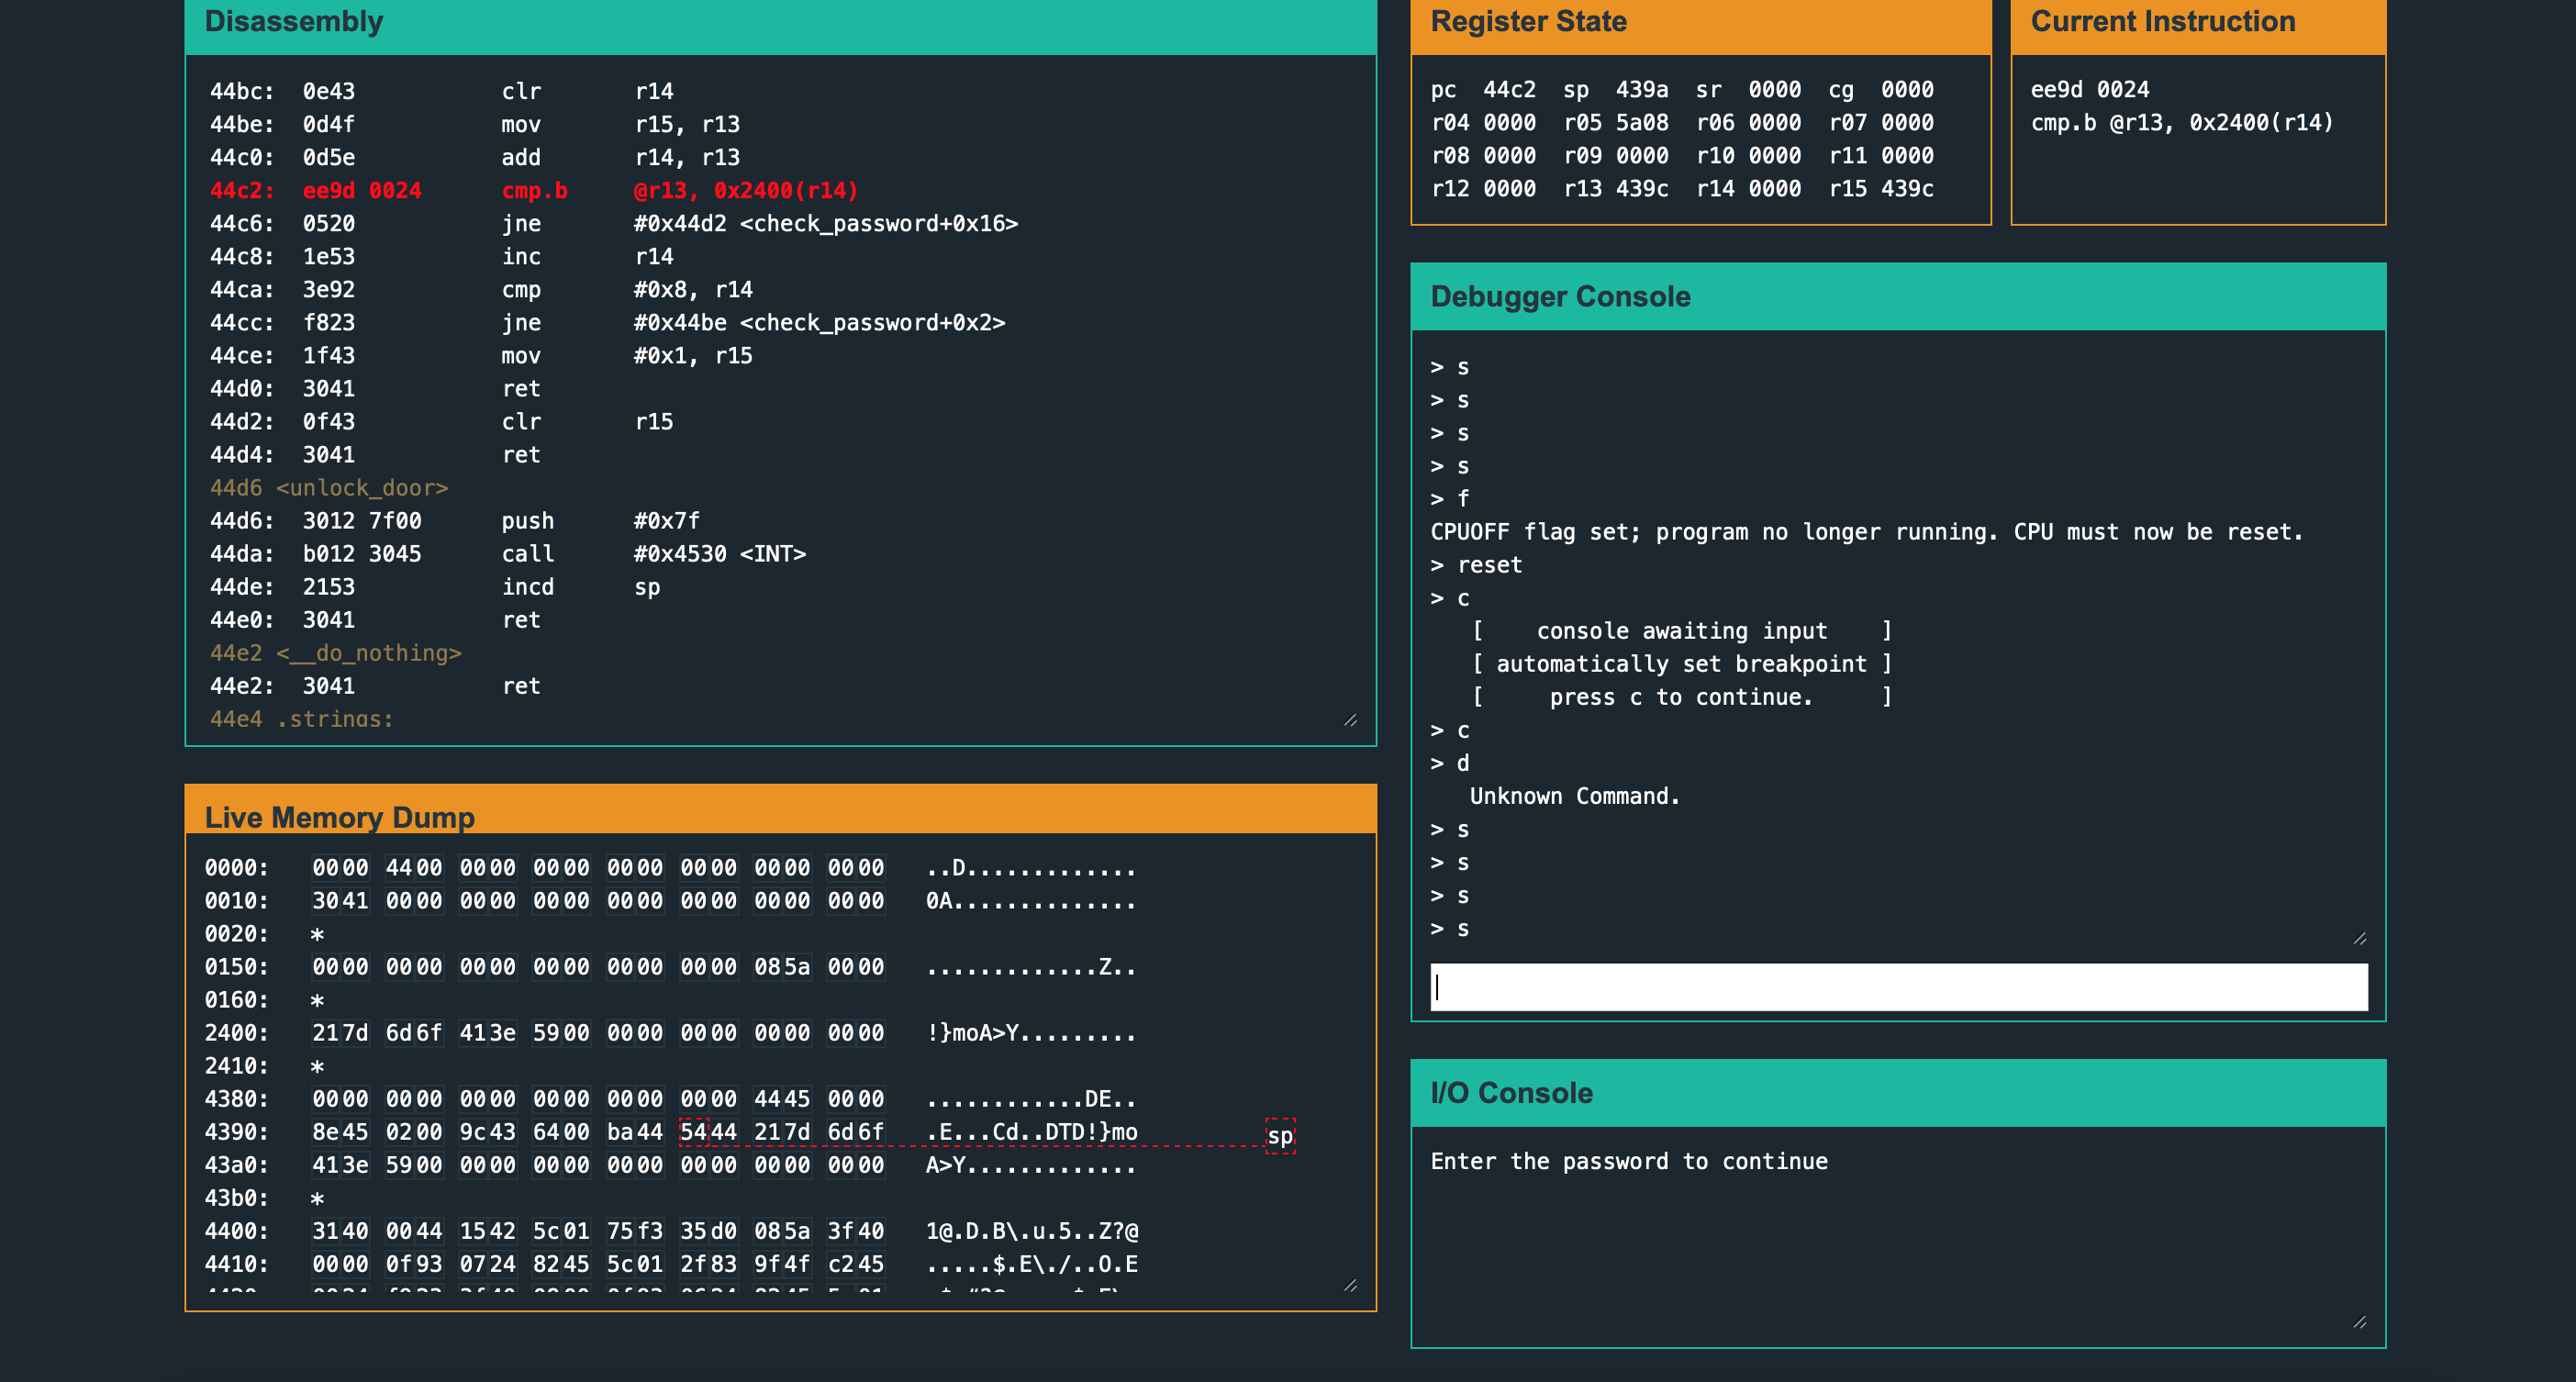 Disassembly
44bc: 0e43 clr r14
44be: 0d4f mov r15, r13
44c0: 0d5e add r14, r13
44c2: ee9d 0024 cmp.b @r13, 0x2400(r14)
44c6: 0520 jne #0x44d2 <check_password+0x16>
44c8: 1e53 inc r14
44ca: 3e92 cmp #0x8, r14
44cc: f823 jne #0x44be <check_password+0x2>
44ce: 1f43 mov #0x1, r15
44d0: 3041 ret
44d2: 0f43 clr r15
44d4: 3041 ret
44d6 <unlock_door>
44d6: 3012 7f00 push #0x7f
44da: b012 3045 call #0x4530 <INT>
44de: 2153 incd sp
44e0: 3041 ret
44e2 <__do_nothing>
44e2: 3041 ret
44e4 .strings:
Live Memory Dump
0000: 0000 4400 0000 0000 0000 0000 0000 0000 ..D.............
0010: 3041 0000 0000 0000 0000 0000 0000 0000 0A..............
0020: *
0150: 0000 0000 0000 0000 0000 0000 085a 0000 .............Z..
0160: *
2400: 217d 6d6f 413e 5900 0000 0000 0000 0000 !}moA>Y.........
2410: *
4380: 0000 0000 0000 0000 0000 0000 4445 0000 ............DE..
4390: 8e45 0200 9c43 6400 ba44 5444 217d 6d6f .E...Cd..DTD!}mo sp
43a0: 413e 5900 0000 0000 0000 0000 0000 0000 A>Y.............
43b0: *
4400: 3140 0044 1542 5c01 75f3 35d0 085a 3f40 1@.D.B\.u.5..Z?@
4410: 0000 0f93 0724 8245 5c01 2f83 9f4f c245 .....$.E\./..O.E
Register State
pc 44c2 sp 439a sr 0000 cg 0000
r04 0000 r05 5a08 r06 0000 r07 0000
r08 0000 r09 0000 r10 0000 r11 0000
r12 0000 r13 439c r14 0000 r15 439c
Current Instruction
ee9d 0024
cmp.b @r13, 0x2400(r14)
Debugger Console
> s
> s
> s
> s
> f
CPUOFF flag set; program no longer running. CPU must now be reset.
> reset
> c
[ console awaiting input ]
[ automatically set breakpoint ]
[ press c to continue. ]
> c
> d
Unknown Command.
> s
> s
> s
> s
I/O Console
Enter the password to continue